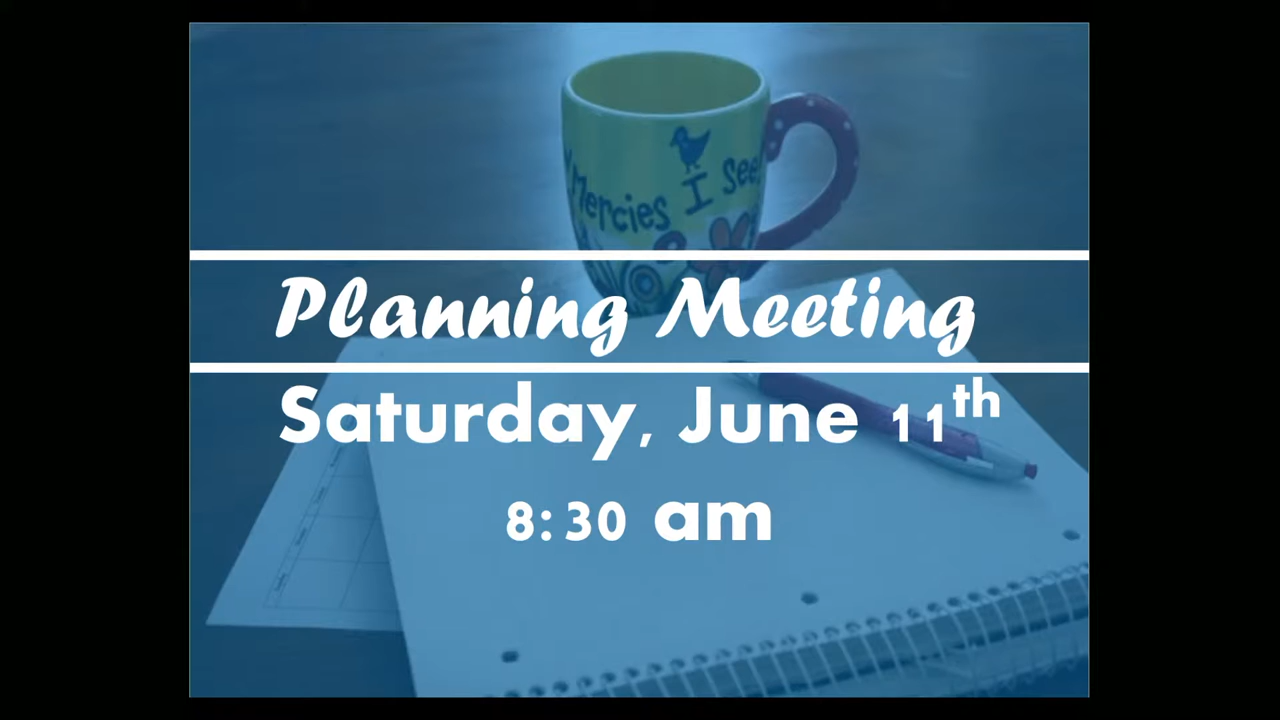 Mercies I see
Planning Meeting
Saturday, June 11th
8:30 am